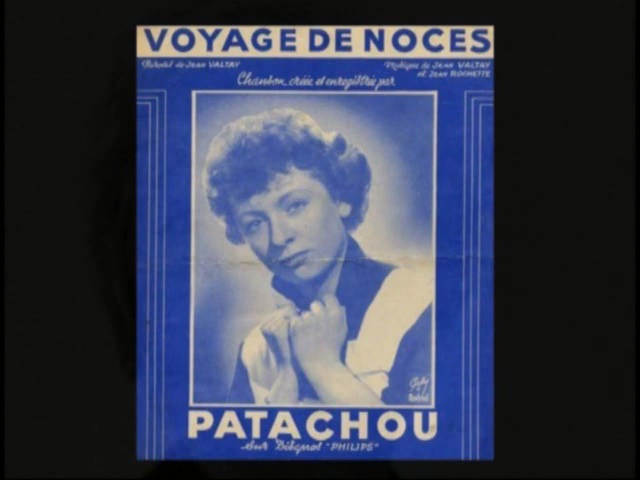 VOYAGE DE NOCES
de JEAN VALTAY
Musique de JEAN VALTAY
et JEAN ROCHETTE
Chanson créée et enregistrée par
PATACHOU
Sur Disques "PHILIPS"